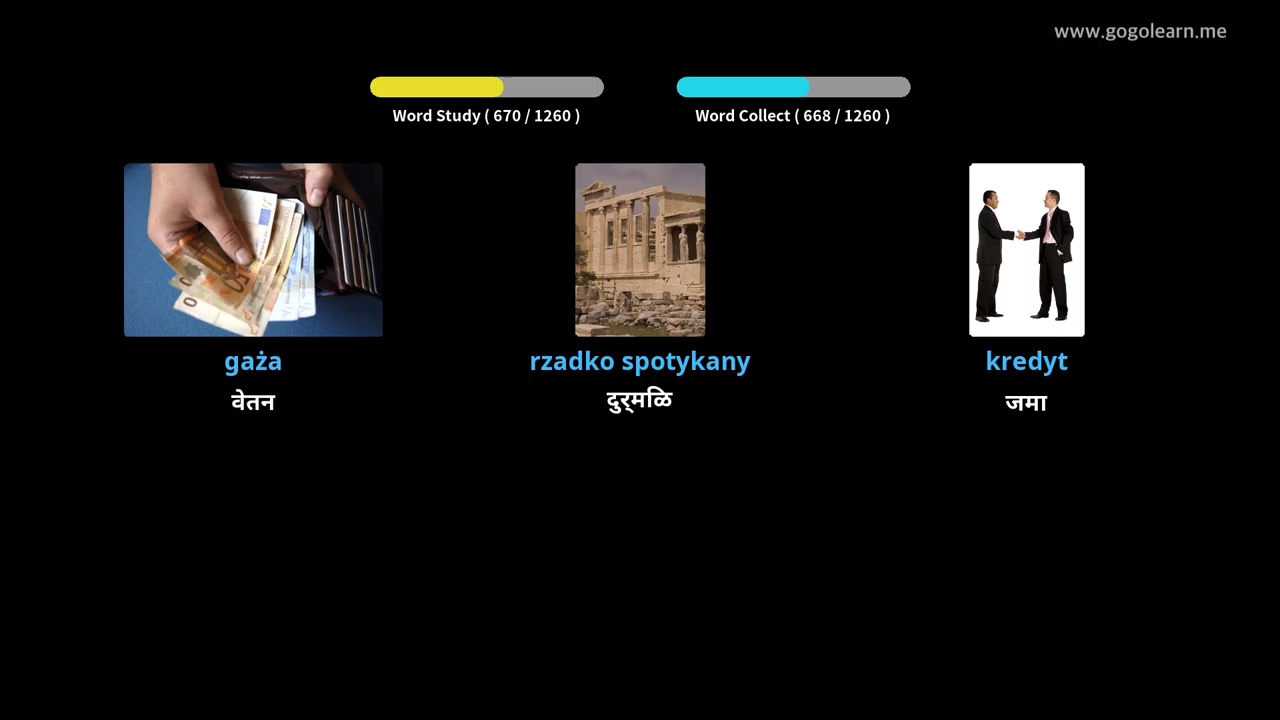 www.gogolearn.me
Word Study ( 670 / 1260 )
Word Collect ( 668 / 1260 )
gaża
rzadko spotykany
kredyt
वेतन
दुर्मळि
जमा